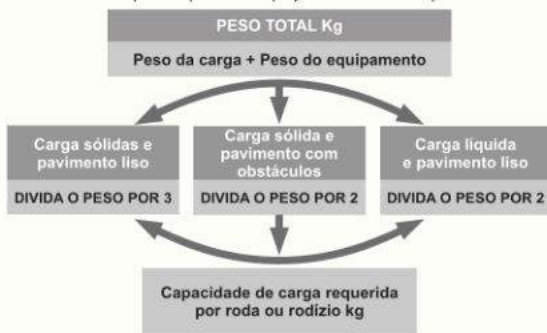 PESO TOTAL Kg
Peso da carga + Peso do equipamento
Carga sólidas e
pavimento liso
DIVIDA O PESO POR 3
Carga sólida e
pavimento com
obstáculos
DIVIDA O PESO POR 2
Carga líquida
e pavimento liso
DIVIDA O PESO POR 2
Capacidade de carga requerida
por roda ou rodízio kg